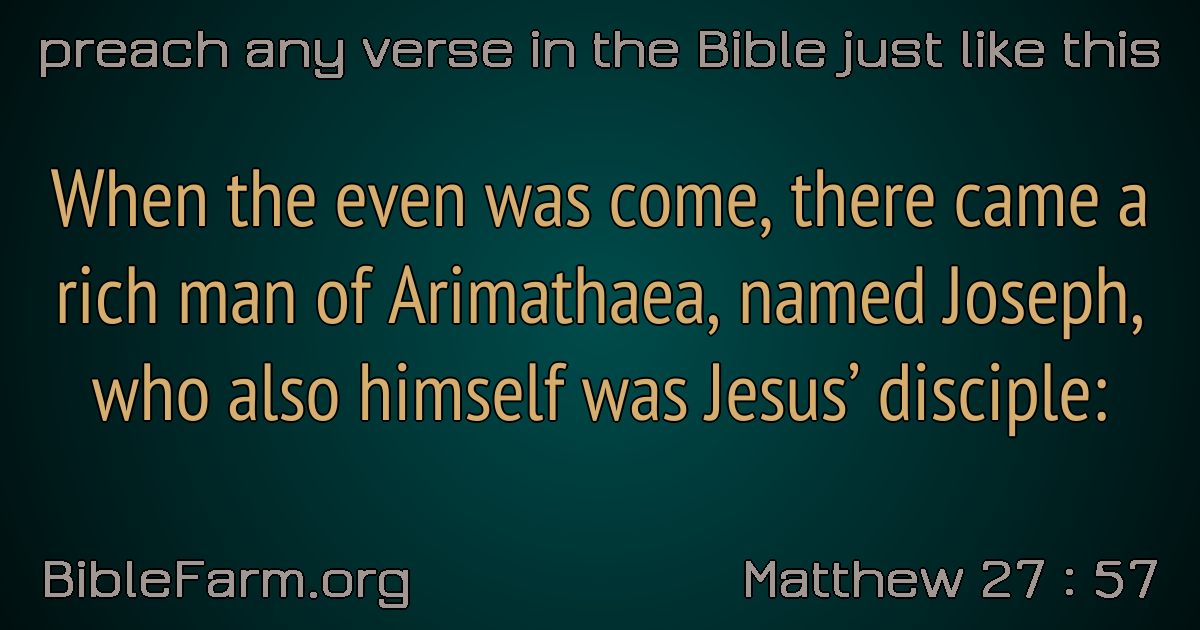 preach any verse in the Bible just like this
When the even was come, there came a
rich man of Arimathaea, named Joseph,
who also himself was Jesus’ disciple:
BibleFarm.org
Matthew 27 : 57